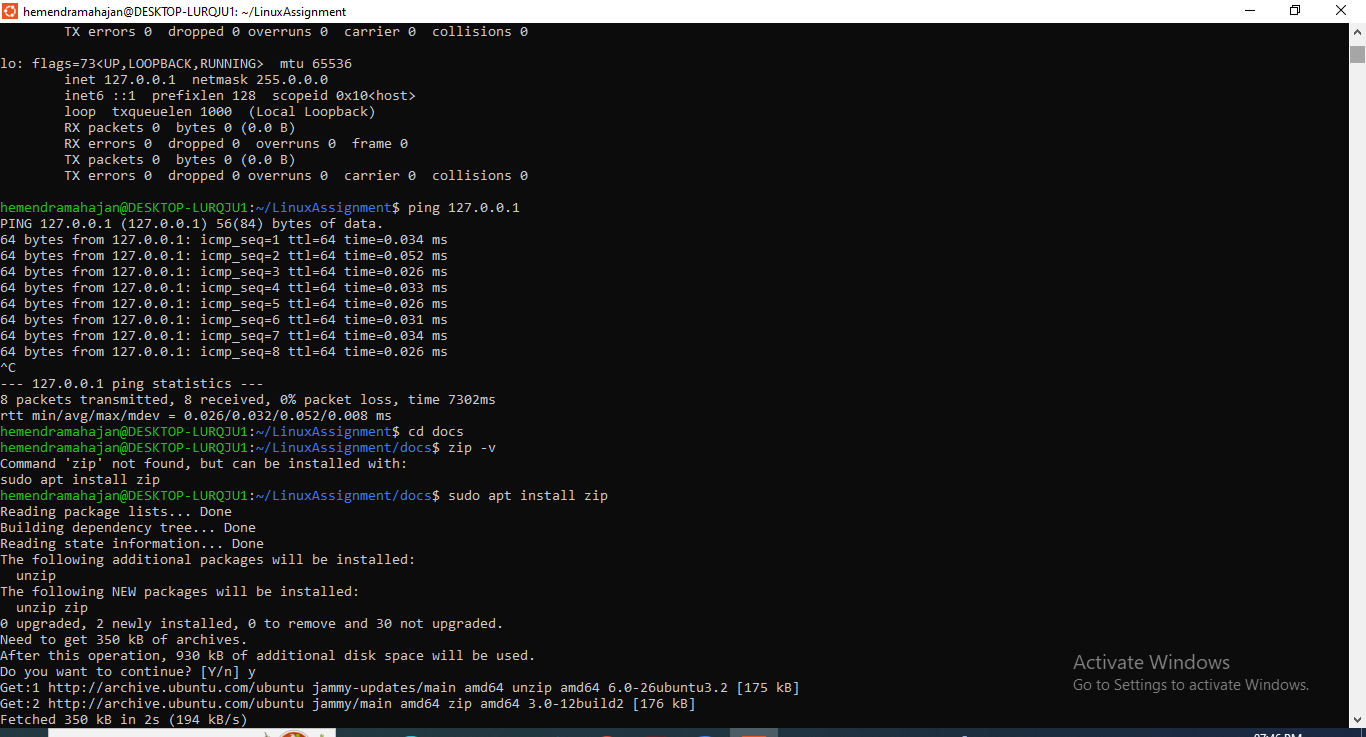 hemendramahajan@DESKTOP-LURQJU1: ~/LinuxAssignment
        TX errors 0  dropped 0 overruns 0  carrier 0  collisions 0

lo: flags=73<UP,LOOPBACK,RUNNING>  mtu 65536
        inet 127.0.0.1  netmask 255.0.0.0
        inet6 ::1  prefixlen 128  scopeid 0x10<host>
        loop  txqueuelen 1000  (Local Loopback)
        RX packets 0  bytes 0 (0.0 B)
        RX errors 0  dropped 0  overruns 0  frame 0
        TX packets 0  bytes 0 (0.0 B)
        TX errors 0  dropped 0 overruns 0  carrier 0  collisions 0

hemendramahajan@DESKTOP-LURQJU1:~/LinuxAssignment$ ping 127.0.0.1
PING 127.0.0.1 (127.0.0.1) 56(84) bytes of data.
64 bytes from 127.0.0.1: icmp_seq=1 ttl=64 time=0.034 ms
64 bytes from 127.0.0.1: icmp_seq=2 ttl=64 time=0.052 ms
64 bytes from 127.0.0.1: icmp_seq=3 ttl=64 time=0.026 ms
64 bytes from 127.0.0.1: icmp_seq=4 ttl=64 time=0.033 ms
64 bytes from 127.0.0.1: icmp_seq=5 ttl=64 time=0.026 ms
64 bytes from 127.0.0.1: icmp_seq=6 ttl=64 time=0.031 ms
64 bytes from 127.0.0.1: icmp_seq=7 ttl=64 time=0.034 ms
64 bytes from 127.0.0.1: icmp_seq=8 ttl=64 time=0.026 ms
^C
--- 127.0.0.1 ping statistics ---
8 packets transmitted, 8 received, 0% packet loss, time 7302ms
rtt min/avg/max/mdev = 0.026/0.032/0.052/0.008 ms
hemendramahajan@DESKTOP-LURQJU1:~/LinuxAssignment$ cd docs
hemendramahajan@DESKTOP-LURQJU1:~/LinuxAssignment/docs$ zip -v
Command 'zip' not found, but can be installed with:
sudo apt install zip
hemendramahajan@DESKTOP-LURQJU1:~/LinuxAssignment/docs$ sudo apt install zip
Reading package lists... Done
Building dependency tree... Done
Reading state information... Done
The following additional packages will be installed:
  unzip
The following NEW packages will be installed:
  unzip zip
0 upgraded, 2 newly installed, 0 to remove and 30 not upgraded.
Need to get 350 kB of archives.
After this operation, 930 kB of additional disk space will be used.
Do you want to continue? [Y/n] y
Get:1 http://archive.ubuntu.com/ubuntu jammy-updates/main amd64 unzip amd64 6.0-26ubuntu3.2 [175 kB]
Get:2 http://archive.ubuntu.com/ubuntu jammy/main amd64 zip amd64 3.0-12build2 [176 kB]
Fetched 350 kB in 2s (194 kB/s)
Activate Windows
Go to Settings to activate Windows.